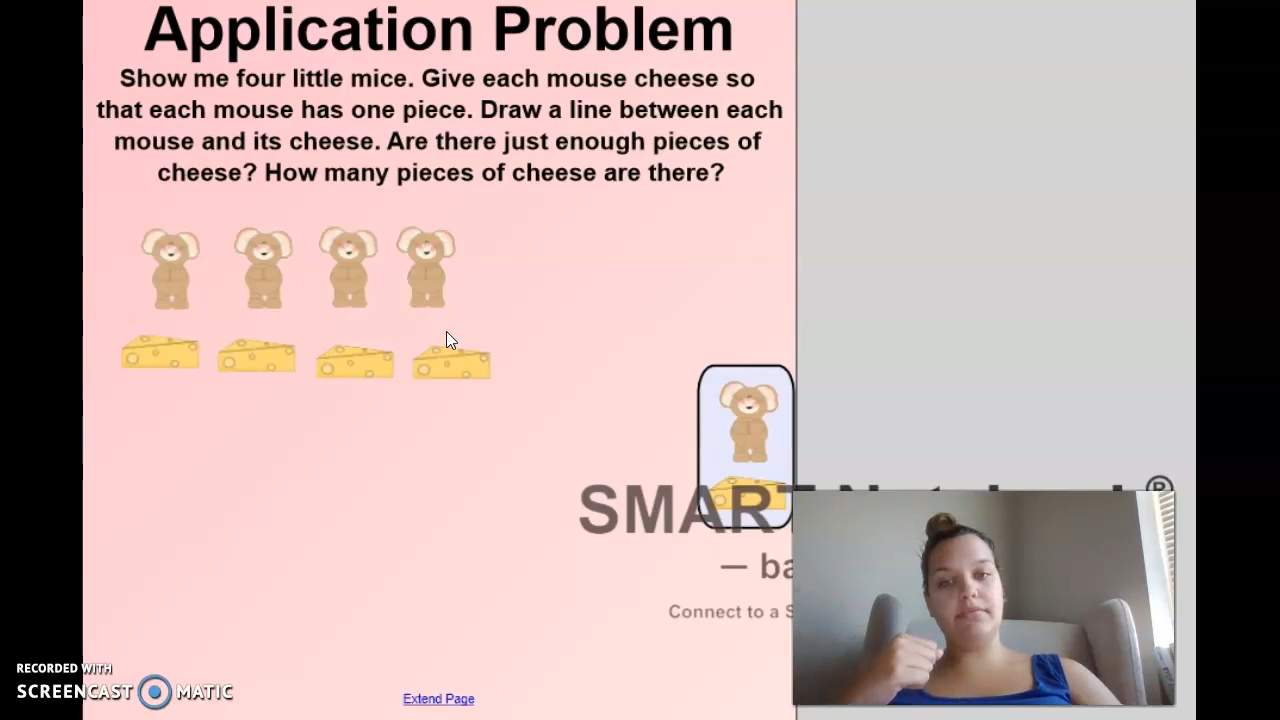 Application Problem
Show me four little mice. Give each mouse cheese so
that each mouse has one piece. Draw a line between each
mouse and its cheese. Are there just enough pieces of
cheese? How many pieces of cheese are there?
SMART Notebook®
— ba
Connect to a S
RECORDED WITH
SCREENCAST MATIC
Extend Page